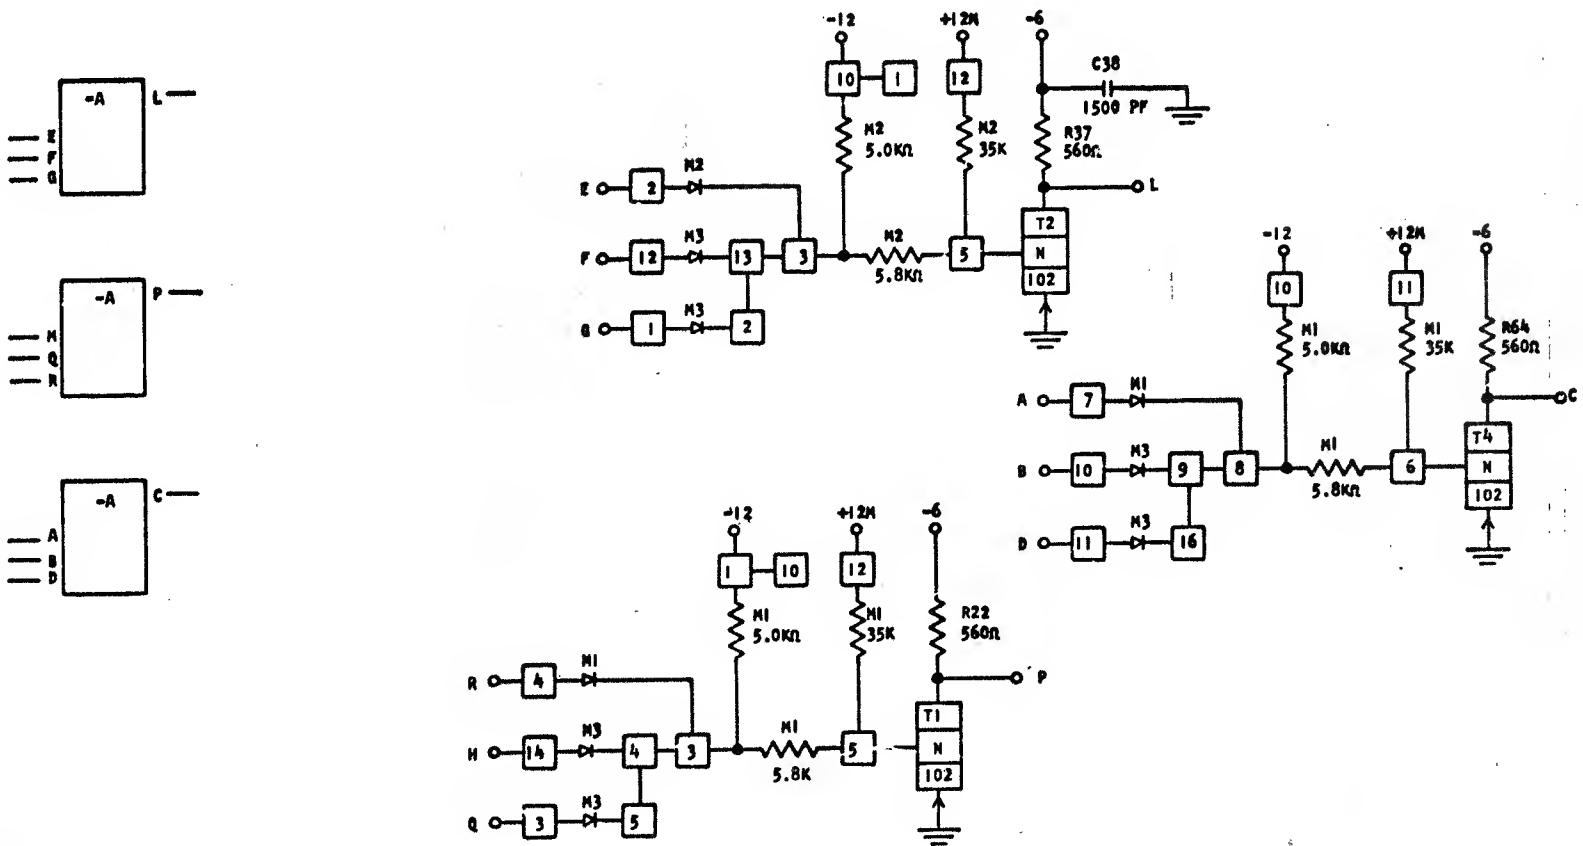 -A
L
E
F
G
-A
P
H
Q
R
-A
C
A
B
D
-12
+12M
-6
10
1
12
C38
1500 PF
M2
5.0KΩ
M2
35K
R37
560Ω
E
2
M2
L
F
12
M3
13
3
M2
5.8KΩ
5
T2
N
102
G
1
M3
2
-12
+12M
-6
10
11
M1
5.0KΩ
M1
35K
R64
560Ω
A
7
M1
C
B
10
M3
9
8
M1
5.8KΩ
6
T4
N
102
D
11
M3
16
-12
+12M
-6
1
10
12
M1
5.0KΩ
M1
35K
R22
560Ω
R
4
M1
P
H
14
M3
4
3
M1
5.8K
5
T1
N
102
Q
3
M3
5